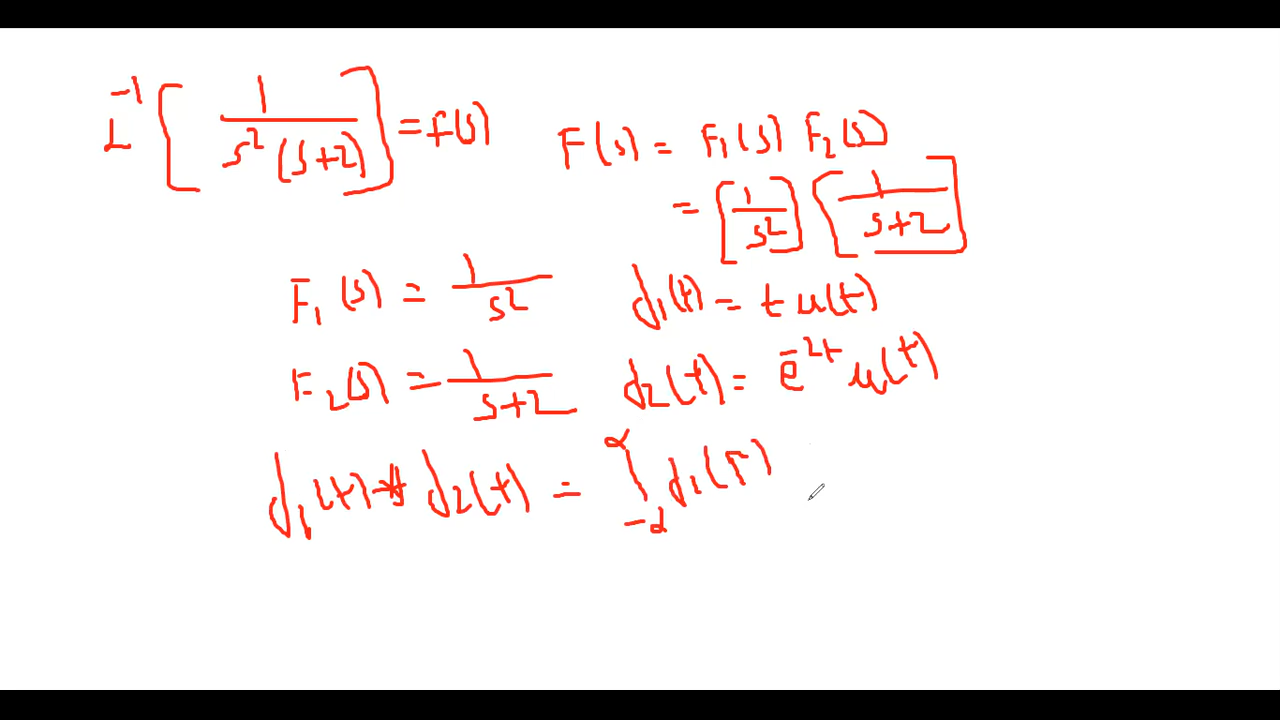 L⁻¹ [ 1 / s² (s+2) ] = f(s)
F(s) = F₁(s) F₂(s)
= [ 1 / s² ] [ 1 / s+2 ]
F₁(s) = 1 / s²
f₁(t) = t u(t)
F₂(s) = 1 / s+2
f₂(t) = e⁻²ᵗ u(t)
f₁(t) * f₂(t) = ∫_{-∞}^{∞} f₁(τ)